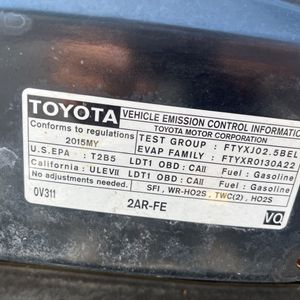 TOYOTA VEHICLE EMISSION CONTROL INFORMATIO
TOYOTA MOTOR CORPORATION
Conforms to regulations TEST GROUP : FTYXJ02.5BEL
2015MY EVAP FAMILY : FTYXR0130A22
U.S.EPA : T2B5 LDT1 OBD : CAII Fuel : Gasoline
California : ULEVII LDT1 OBD : CAII Fuel : Gasoline
No adjustments needed. SFI, WR-HO2S, TWC(2), HO2S
0V311 2AR-FE VQ